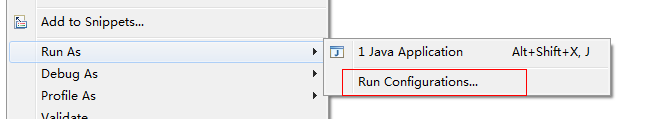 Add to Snippets...
Run As
1 Java Application Alt+Shift+X, J
Debug As
Run Configurations...
Profile As
Validate